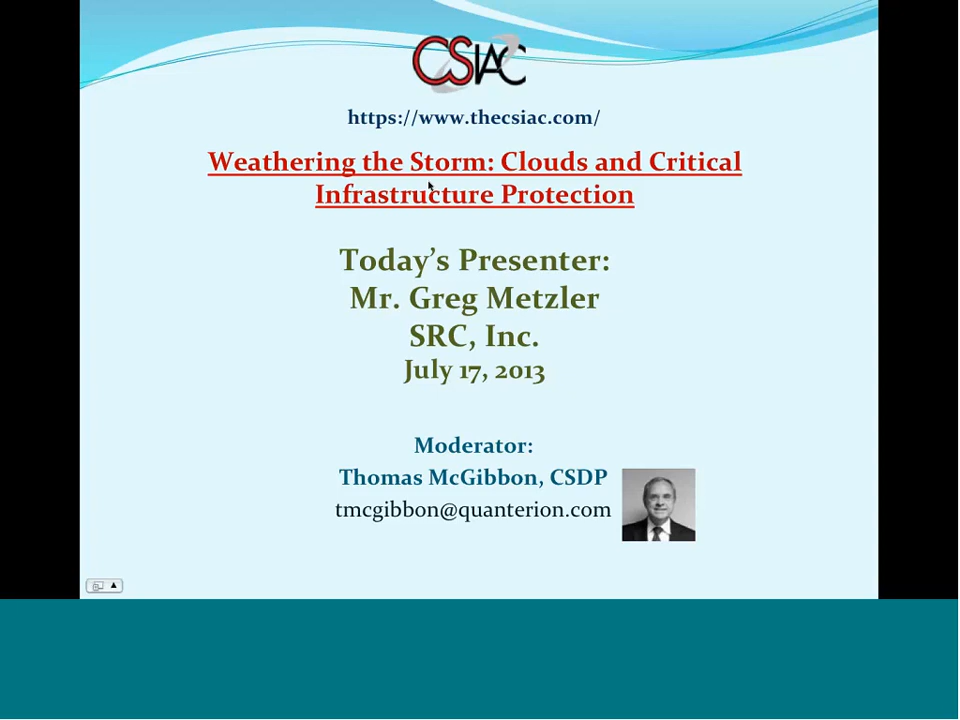 CSIAC
https://www.thecsiac.com/
Weathering the Storm: Clouds and Critical
Infrastructure Protection
Today’s Presenter:
Mr. Greg Metzler
SRC, Inc.
July 17, 2013
Moderator:
Thomas McGibbon, CSDP
tmcgibbon@quanterion.com